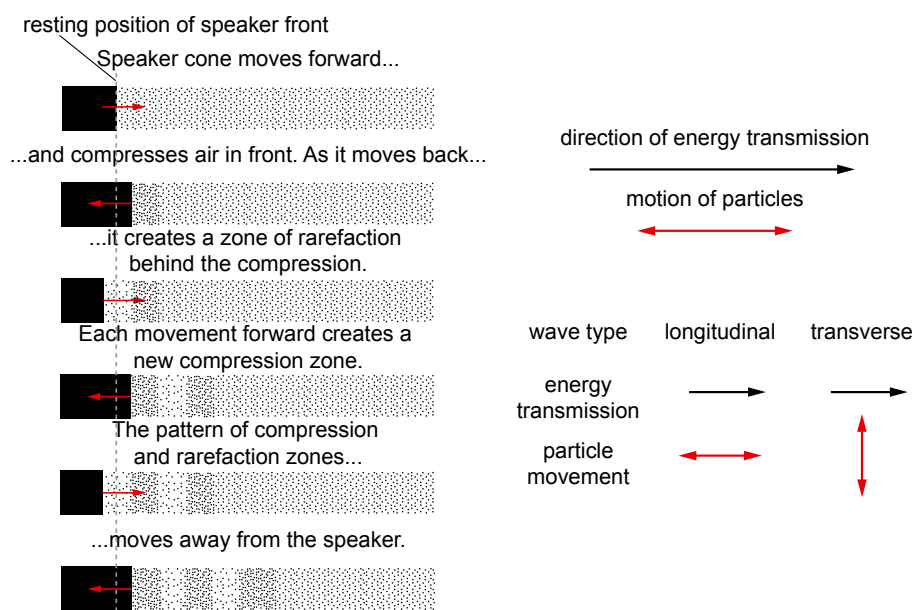 resting position of speaker front
Speaker cone moves forward...
...and compresses air in front. As it moves back...
...it creates a zone of rarefaction
behind the compression.
Each movement forward creates a
new compression zone.
The pattern of compression
and rarefaction zones...
...moves away from the speaker.
direction of energy transmission
motion of particles
wave type longitudinal transverse
energy
transmission
particle
movement